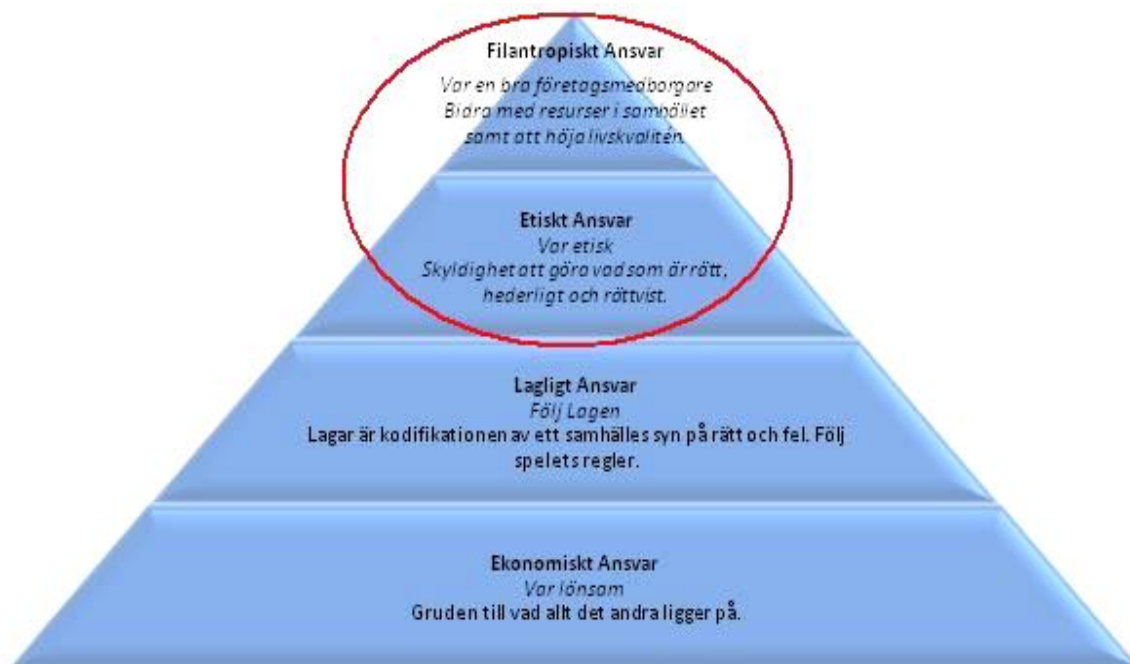 Filantropiskt Ansvar
Var en bra företagsmedborgare
Bidra med resurser i samhället
samt att höja livskvalitén.
Etiskt Ansvar
Var etisk
Skyldighet att göra vad som är rätt,
hederligt och rättvist.
Lagligt Ansvar
Följ Lagen
Lagar är kodifikationen av ett samhälles syn på rätt och fel. Följ
spelets regler.
Ekonomiskt Ansvar
Var lönsam
Gruden till vad allt det andra ligger på.